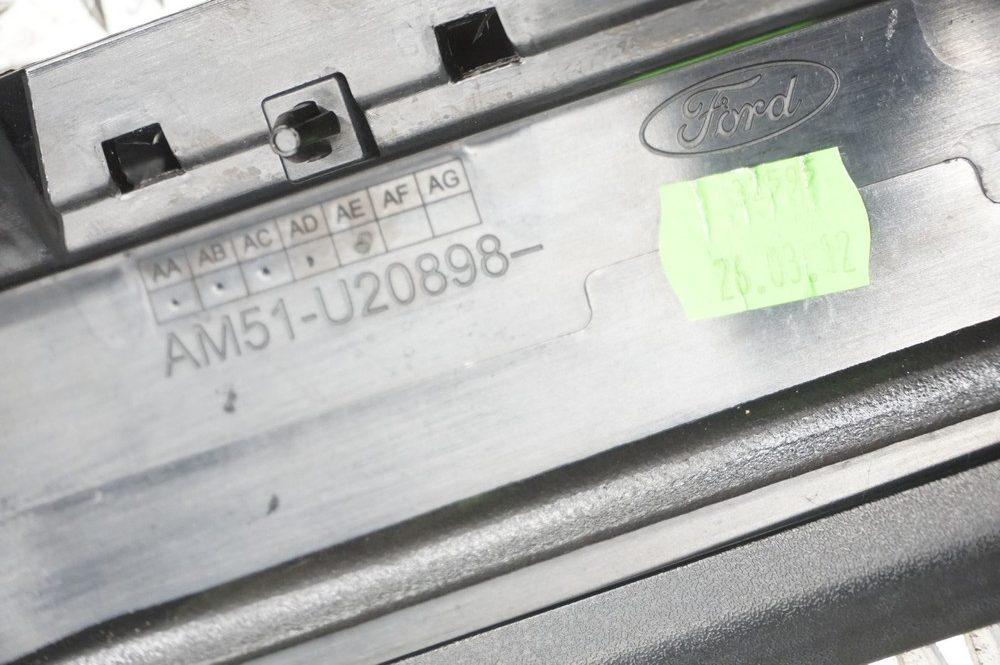 Ford
AA AB AC AD AE AF AG
AM51-U20898-
26.03.12